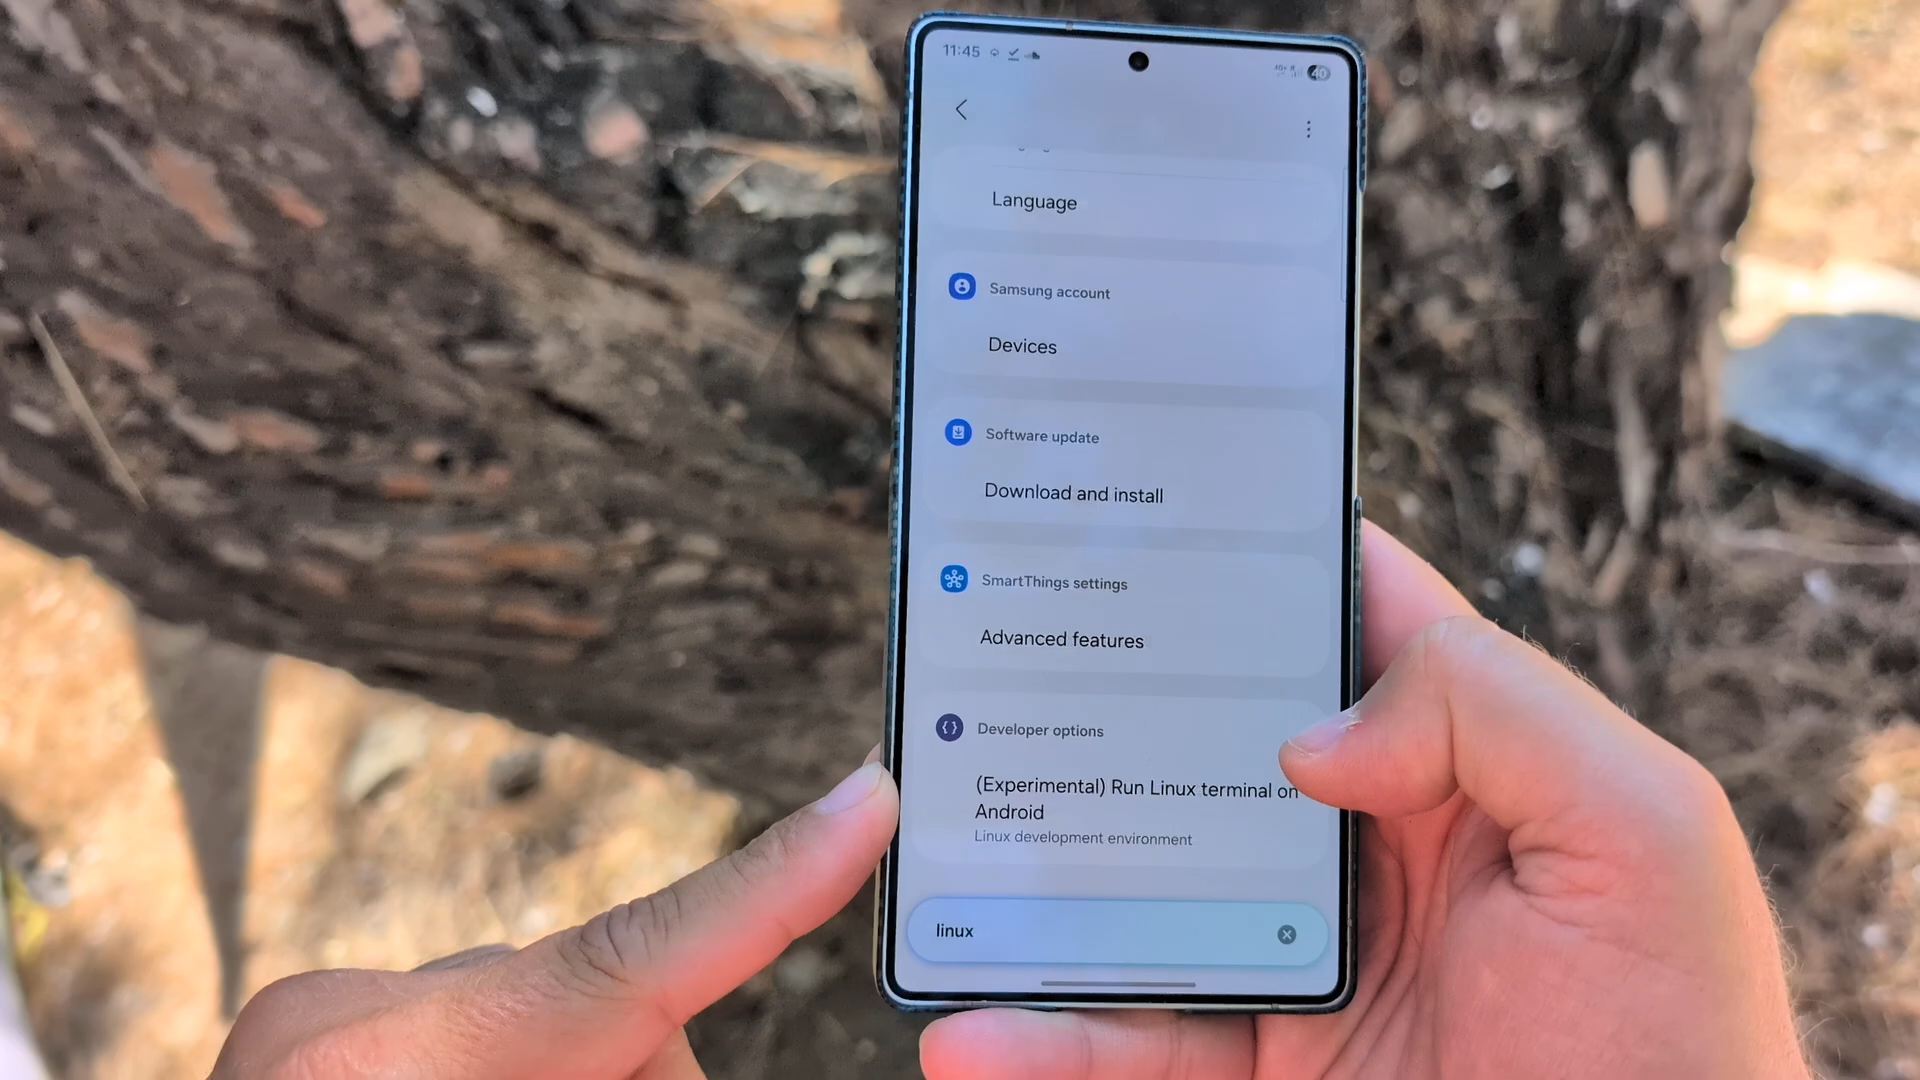 11:45
40
Language
Samsung account
Devices
Software update
Download and install
SmartThings settings
Advanced features
Developer options
(Experimental) Run Linux terminal on
Android
Linux development environment
linux